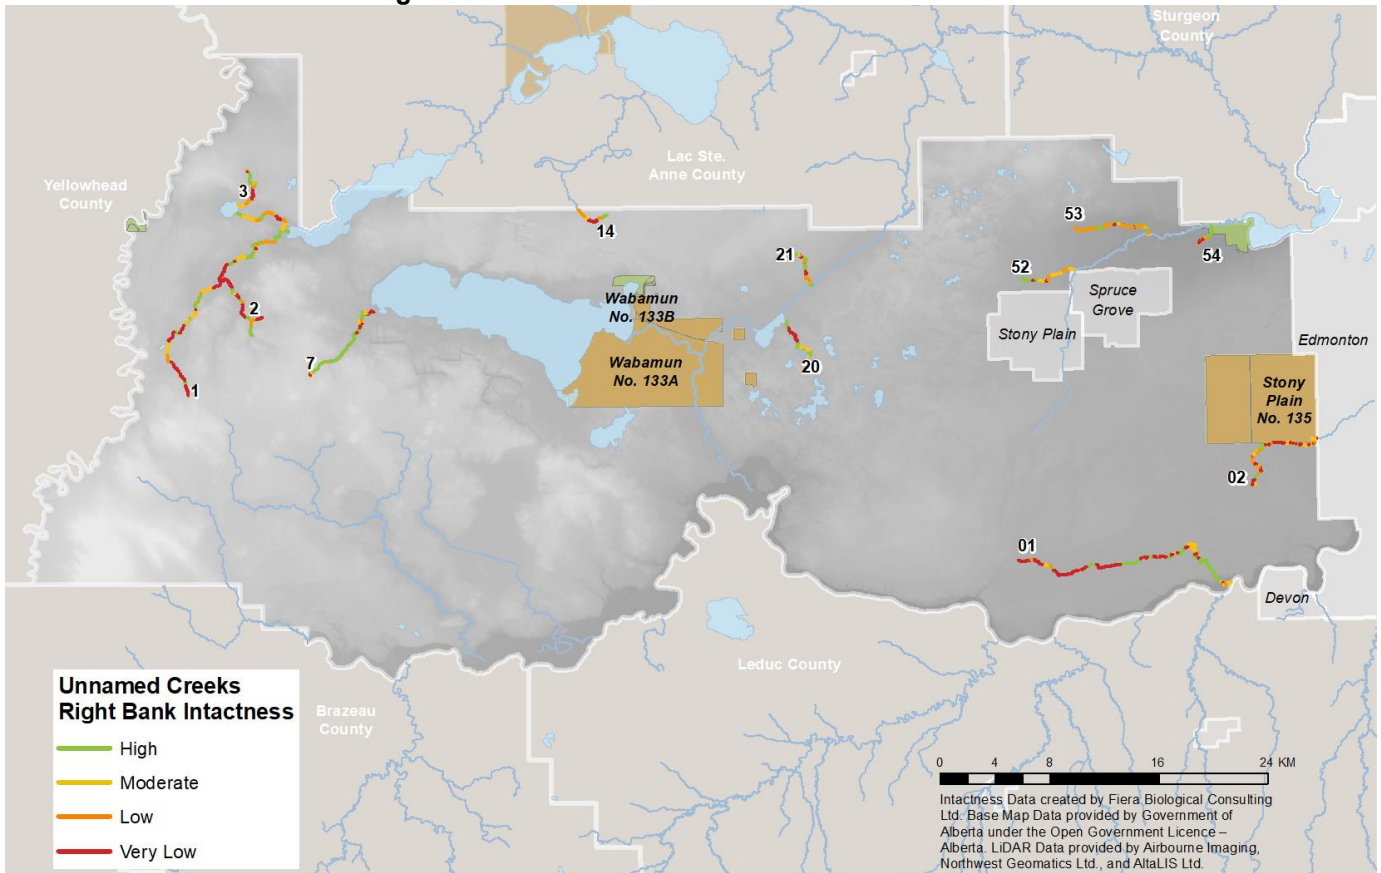 Sturgeon
County
Lac Ste.
Anne County
Yellowhead
County
3
14
53
21
54
52
Spruce
Grove
Wabamun
No. 133B
2
Stony Plain
Edmonton
7
Wabamun
No. 133A
20
1
Stony
Plain
No. 135
02
01
Devon
Leduc County
Brazeau
County
Unnamed Creeks
Right Bank Intactness
High
Moderate
Low
Very Low
0 4 8 16 24 KM
Intactness Data created by Fiera Biological Consulting
Ltd. Base Map Data provided by Government of
Alberta under the Open Government Licence –
Alberta. LiDAR Data provided by Airbourne Imaging,
Northwest Geomatics Ltd., and AltaLIS Ltd.